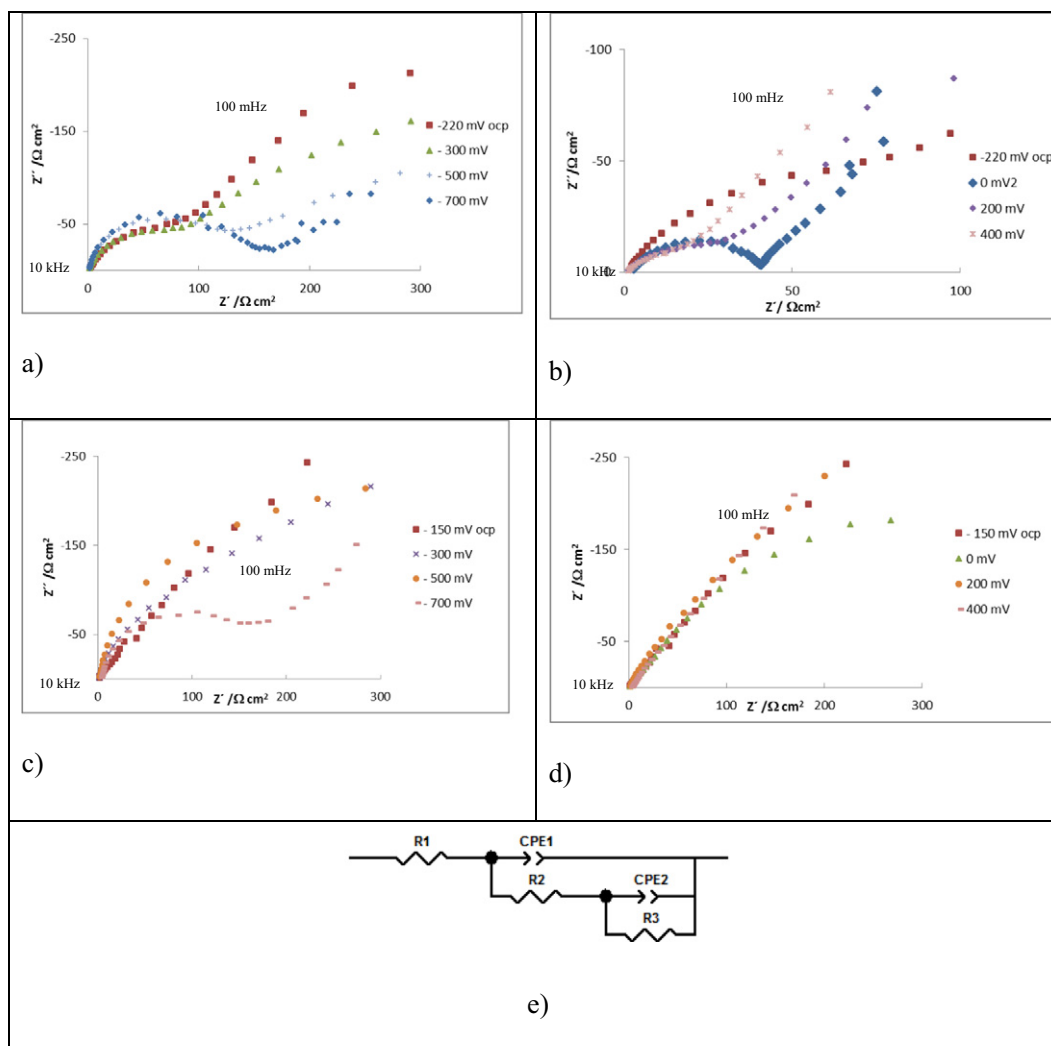 -250
-150
-50
10 kHz
0
100
200
300
Z´ /Ω cm²
Z´´ /Ω cm²
100 mHz
-220 mV ocp
- 300 mV
- 500 mV
- 700 mV
a)
-100
-50
0
10 kHz
0
50
100
Z´/ Ωcm²
Z´´ /Ω cm²
100 mHz
-220 mV ocp
0 mV2
200 mV
400 mV
b)
-250
-150
-50
10 kHz
0
100
200
300
Z´ /Ω cm²
Z´´ /Ω cm²
100 mHz
- 150 mV ocp
- 300 mV
- 500 mV
- 700 mV
c)
-250
-150
-50
10 kHz
0
100
200
300
Z´ /Ω cm²
Z´´ /Ω cm²
100 mHz
- 150 mV ocp
0 mV
200 mV
400 mV
d)
R1
CPE1
R2
CPE2
R3
e)